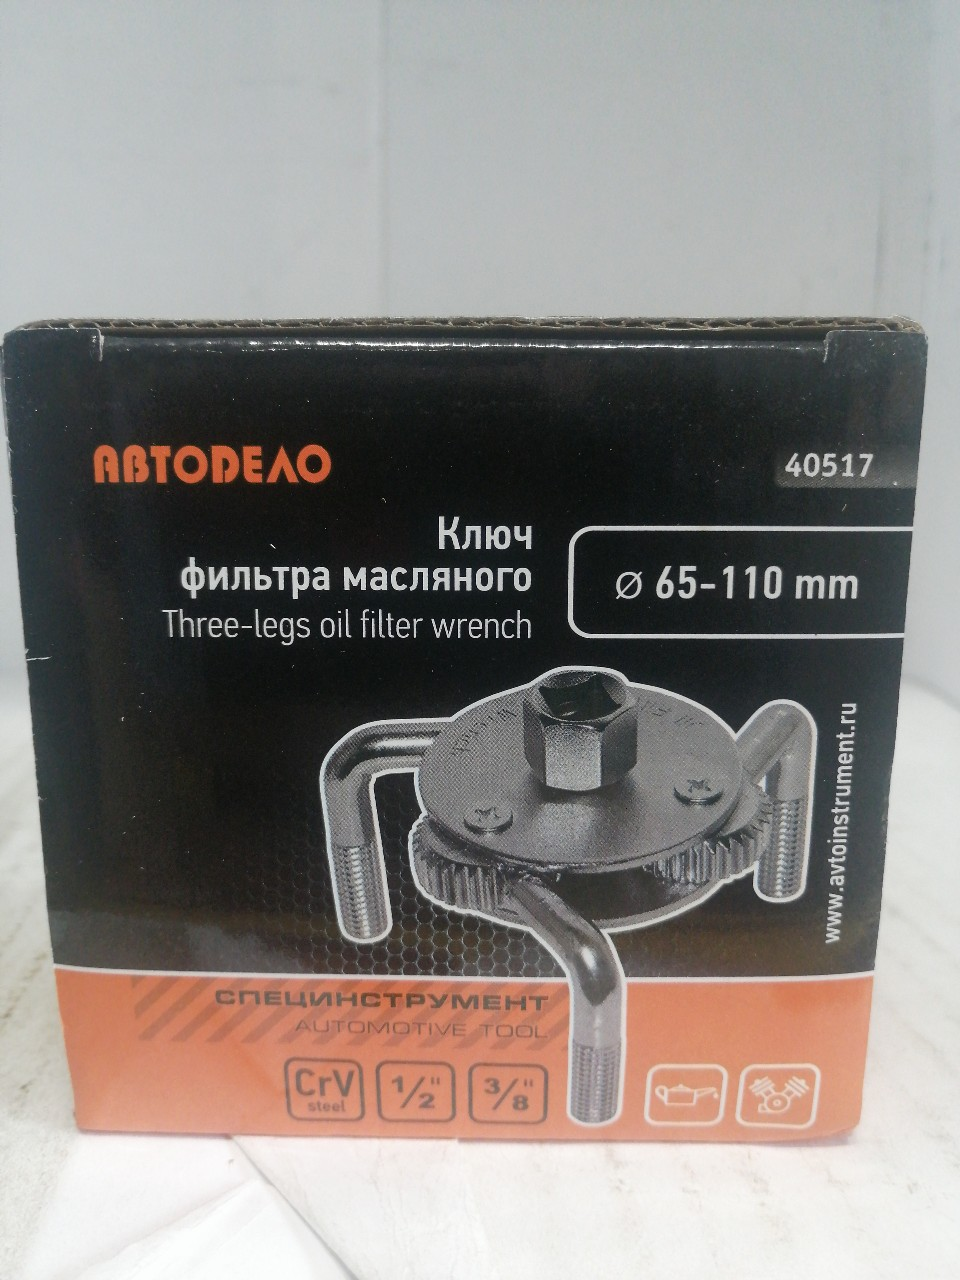 АВТОДЕЛО
40517
Ключ
фильтра масляного
Three-legs oil filter wrench
⌀ 65-110 mm
www.avtoinstrument.ru
СПЕЦИНСТРУМЕНТ
AUTOMOTIVE TOOL
CrV
steel
1/2"
3/8"